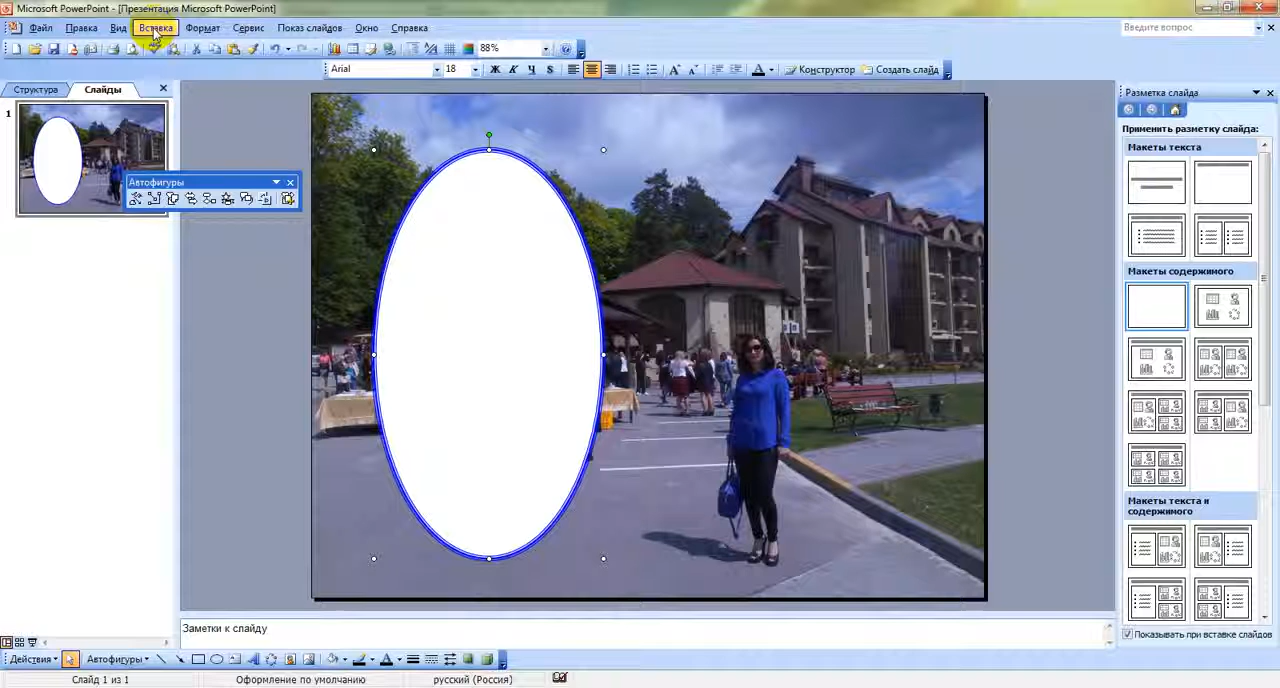 Microsoft PowerPoint - [Презентация Microsoft PowerPoint]
Файл Правка Вид Вставка Формат Сервис Показ слайдов Окно Справка
Введите вопрос
88%
Arial 18 Ж К Ч S
A Конструктор Создать слайд
Структура Слайды
Разметка слайда
1
Применить разметку слайда:
Макеты текста
Автофигуры
Макеты содержимого
Макеты текста и
содержимого
Заметки к слайду
Показывать при вставке слайдов
Действия Автофигуры
Слайд 1 из 1 Оформление по умолчанию русский (Россия)